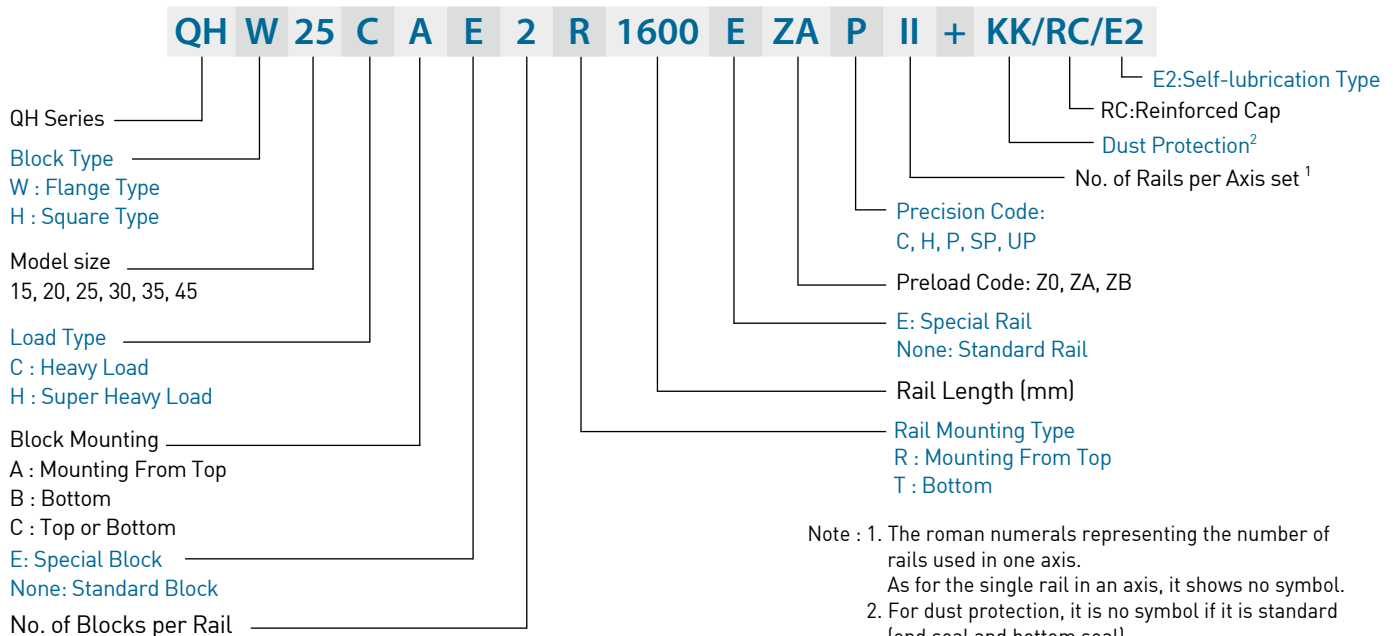 QH W 25 C A E 2 R 1600 E ZA P II + KK/RC/E2
QH Series
Block Type
W : Flange Type
H : Square Type
Model size
15, 20, 25, 30, 35, 45
Load Type
C : Heavy Load
H : Super Heavy Load
Block Mounting
A : Mounting From Top
B : Bottom
C : Top or Bottom
E: Special Block
None: Standard Block
No. of Blocks per Rail
E2:Self-lubrication Type
RC:Reinforced Cap
Dust Protection2
No. of Rails per Axis set 1
Precision Code:
C, H, P, SP, UP
Preload Code: Z0, ZA, ZB
E: Special Rail
None: Standard Rail
Rail Length (mm)
Rail Mounting Type
R : Mounting From Top
T : Bottom
Note : 1. The roman numerals representing the number of
rails used in one axis.
As for the single rail in an axis, it shows no symbol.
2. For dust protection, it is no symbol if it is standard
(end seal and bottom seal)